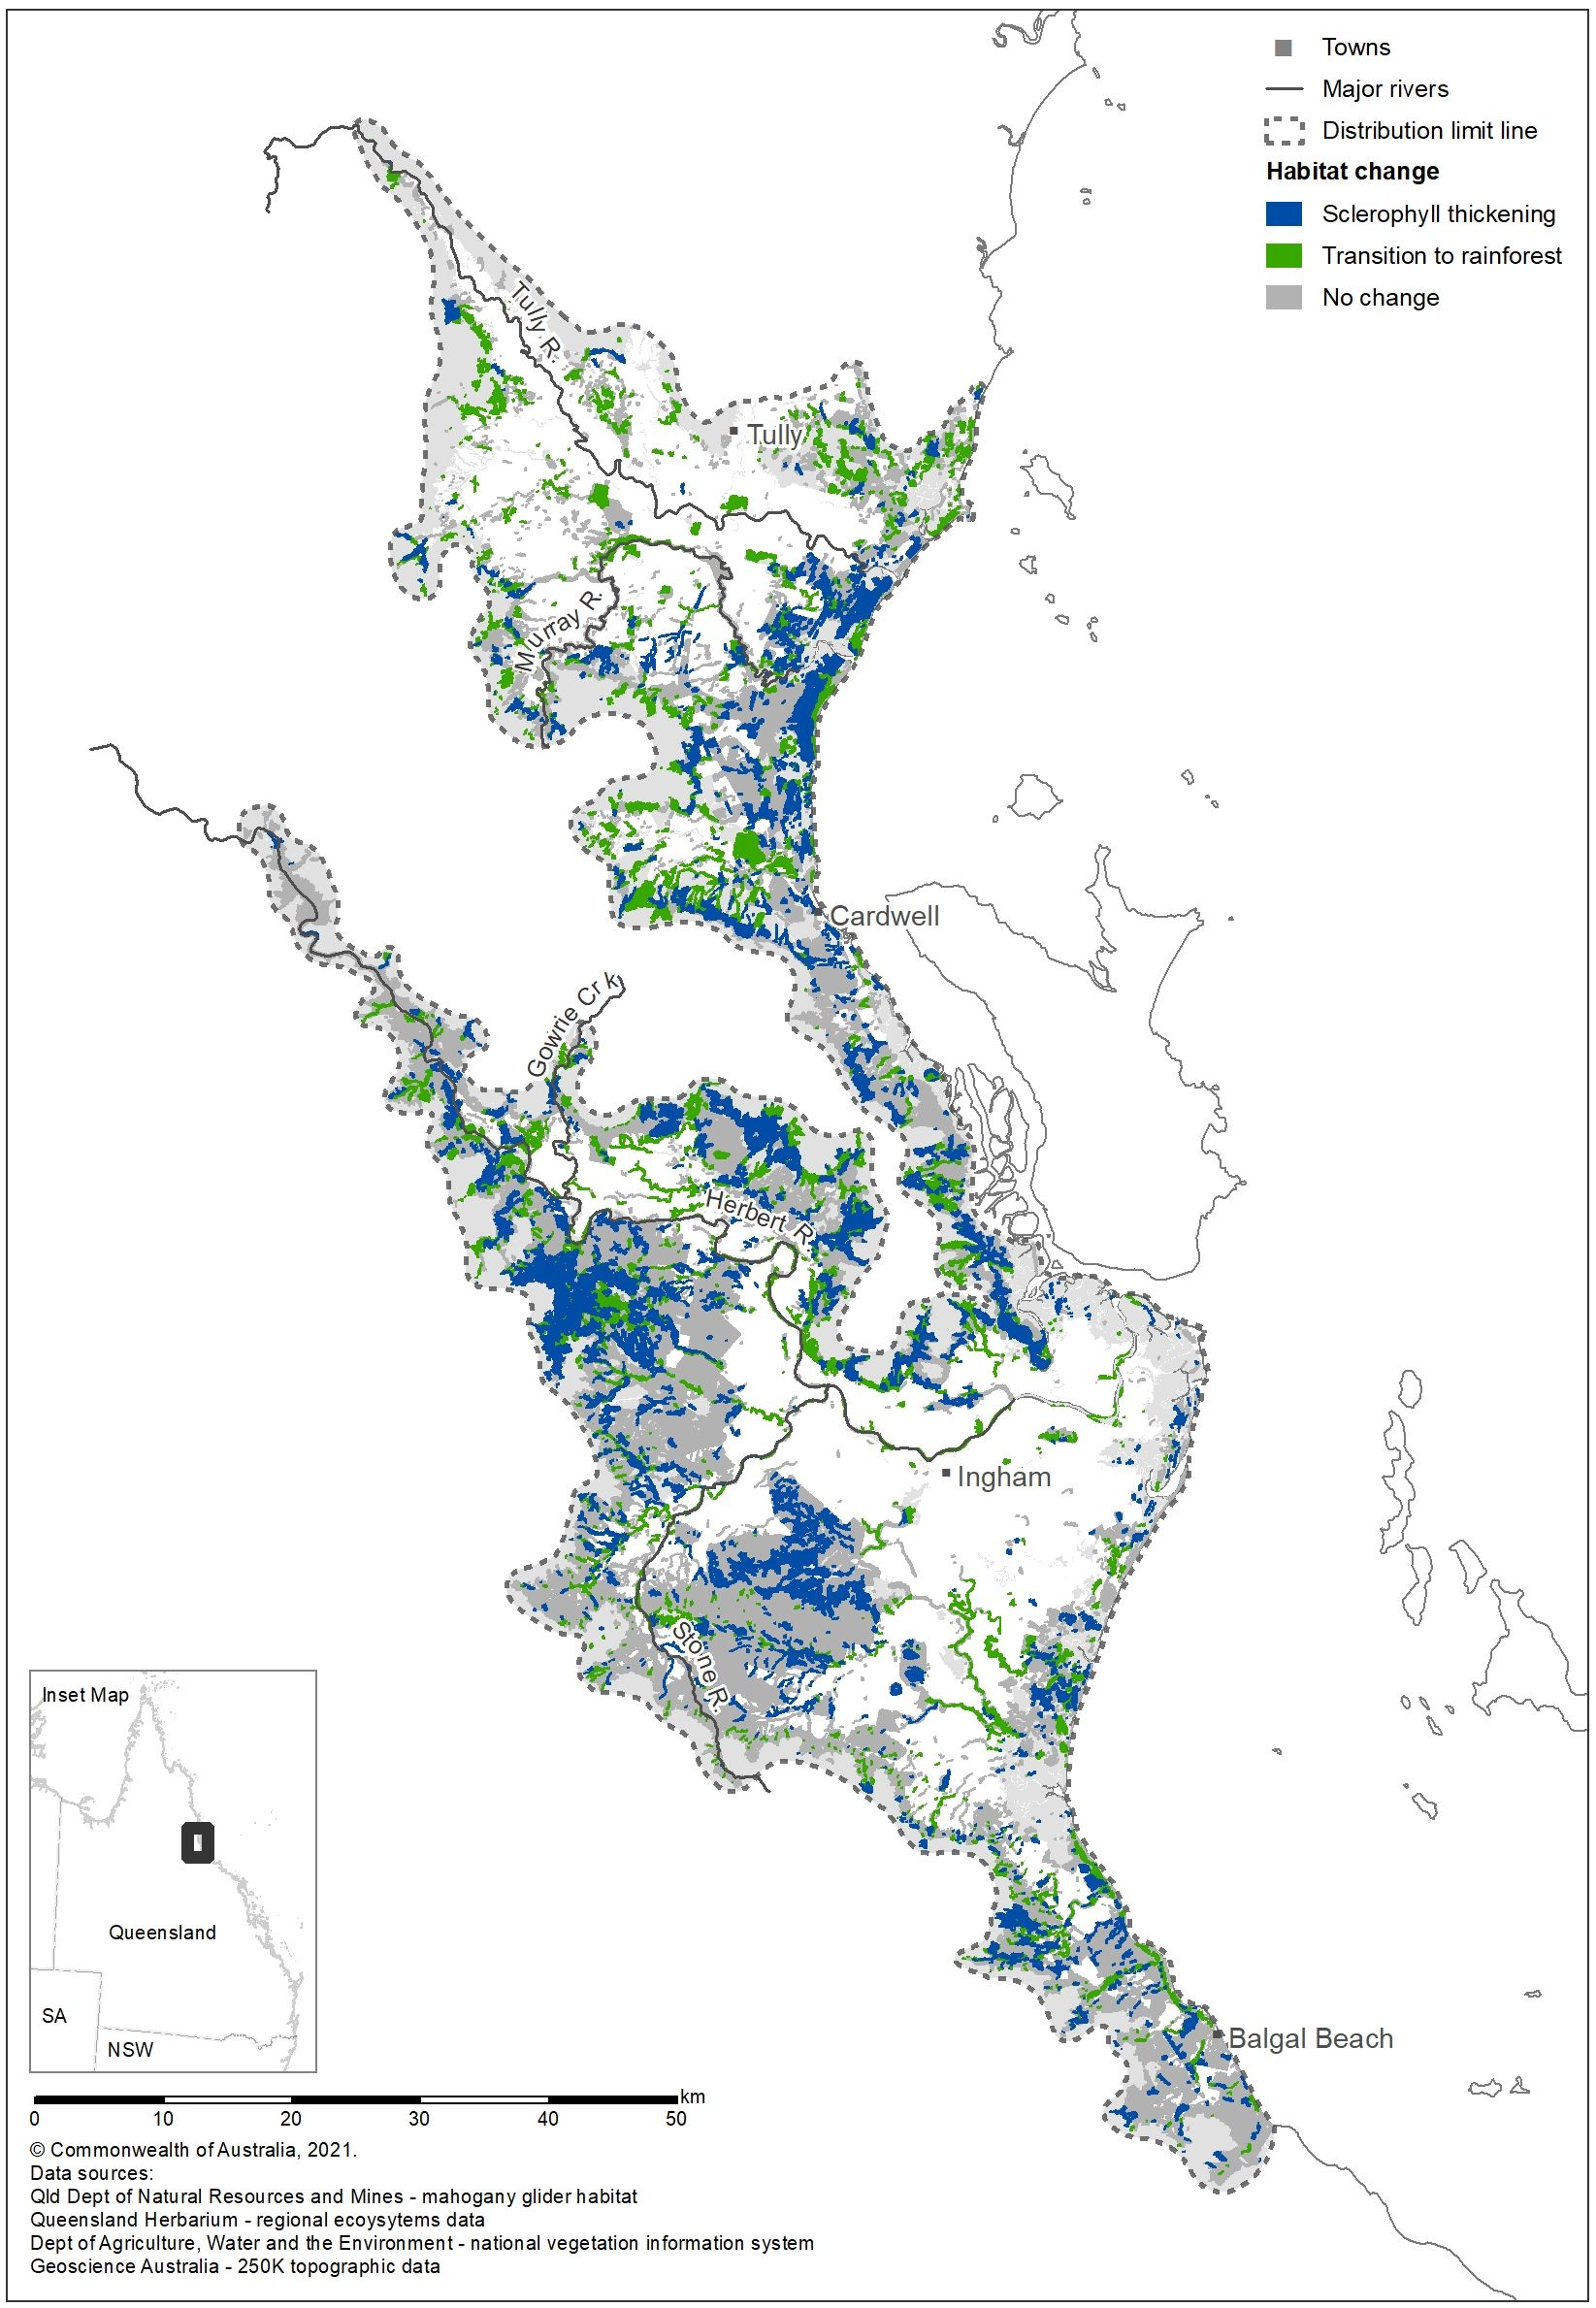 Towns
Major rivers
Distribution limit line
Habitat change
Sclerophyll thickening
Transition to rainforest
No change
Tully R.
Tully
Murray R.
Cardwell
Gowrie Crk
Herbert R.
Ingham
Stone R.
Balgal Beach
Inset Map
Queensland
SA
NSW
km
0 10 20 30 40 50
© Commonwealth of Australia, 2021.
Data sources:
Qld Dept of Natural Resources and Mines - mahogany glider habitat
Queensland Herbarium - regional ecoysytems data
Dept of Agriculture, Water and the Environment - national vegetation information system
Geoscience Australia - 250K topographic data